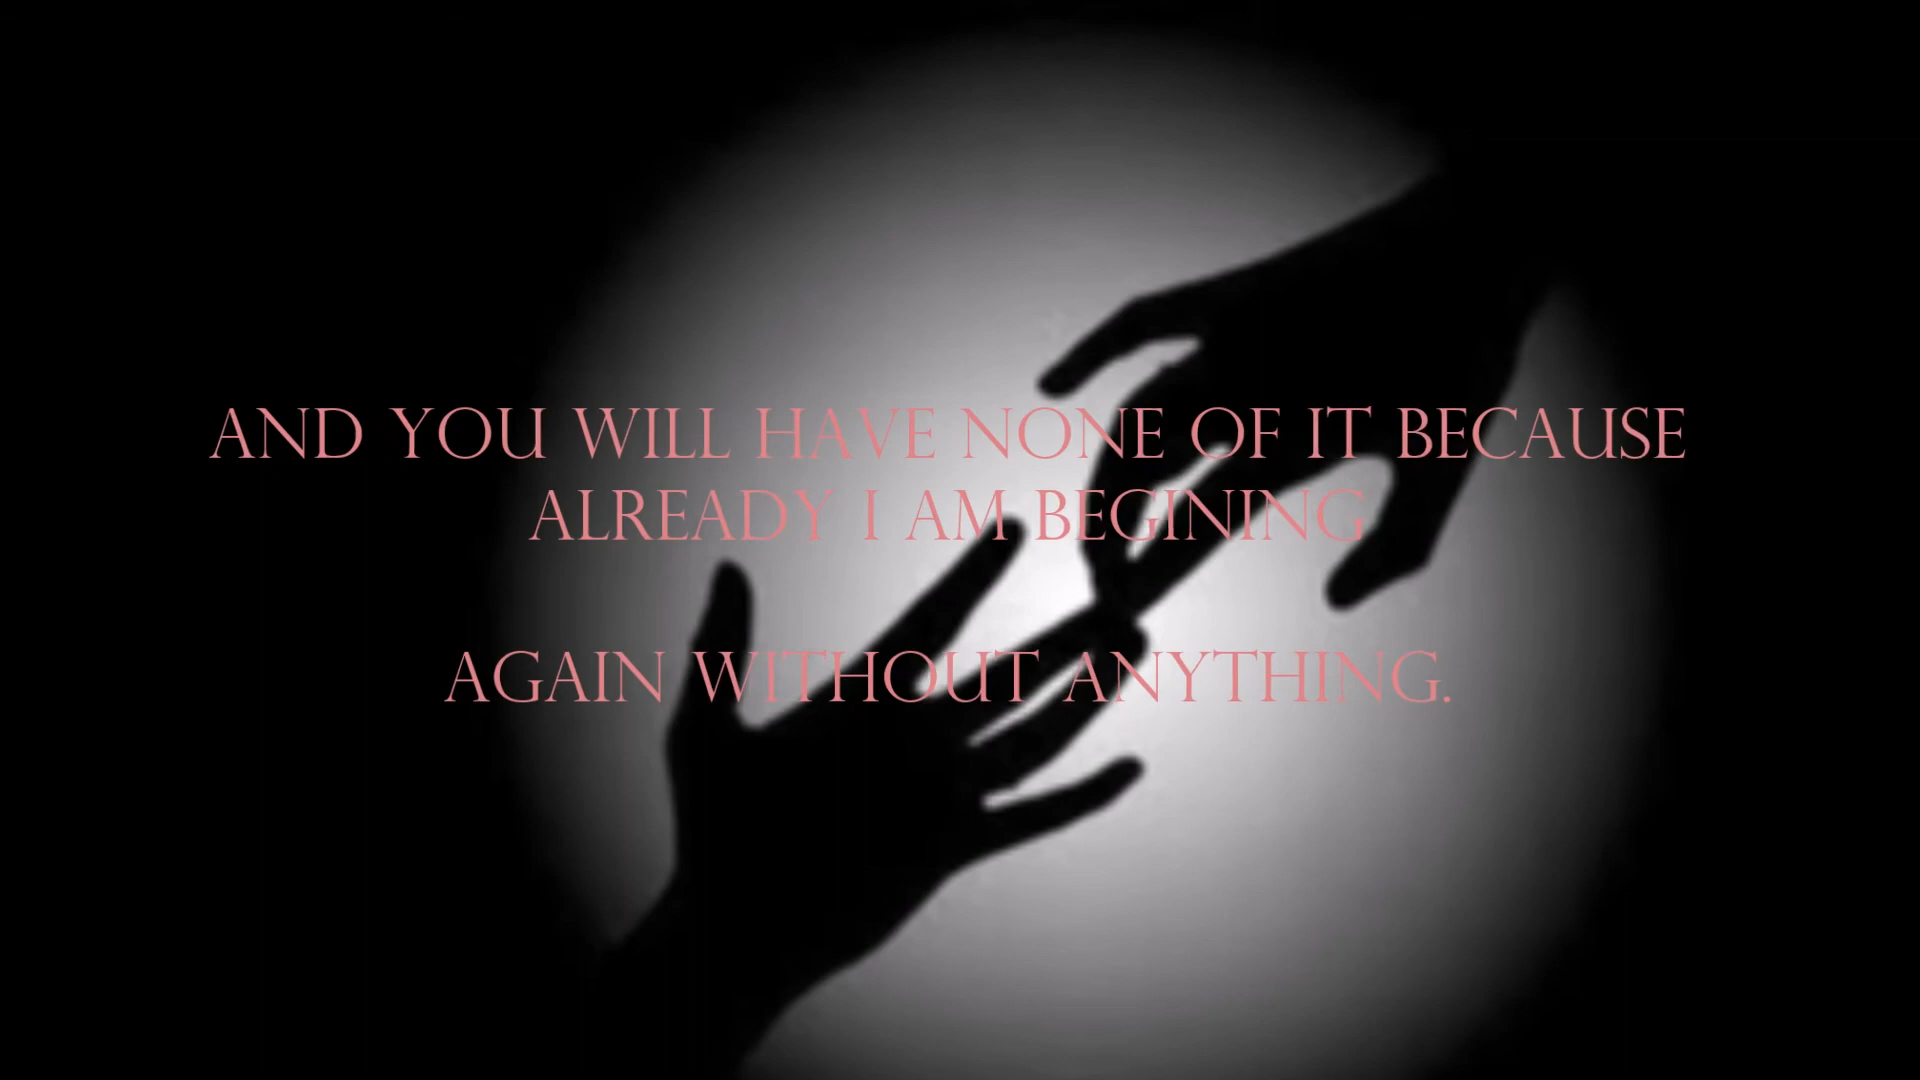 AND YOU WILL HAVE NONE OF IT BECAUSE
ALREADY I AM BEGINING
AGAIN WITHOUT ANYTHING.